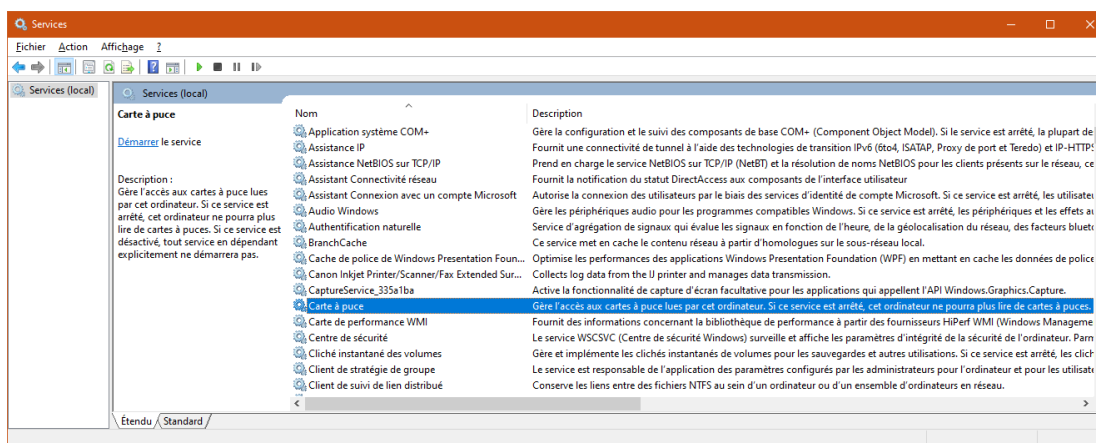 Services
Fichier Action Affichage ?
Services (local)
Services (local)
Carte à puce
Démarrer le service
Description :
Gère l'accès aux cartes à puce lues
par cet ordinateur. Si ce service est
arrêté, cet ordinateur ne pourra plus
lire de cartes à puces. Si ce service est
désactivé, tout service en dépendant
explicitement ne démarrera pas.
Nom Description
Application système COM+ Gère la configuration et le suivi des composants de base COM+ (Component Object Model). Si le service est arrêté, la plupart de
Assistance IP Fournit une connectivité de tunnel à l'aide des technologies de transition IPv6 (6to4, ISATAP, Proxy de port et Teredo) et IP-HTTPS
Assistance NetBIOS sur TCP/IP Prend en charge le service NetBIOS sur TCP/IP (NetBT) et la résolution de noms NetBIOS pour les clients présents sur le réseau, ce
Assistant Connectivité réseau Fournit la notification du statut DirectAccess aux composants de l'interface utilisateur
Assistant Connexion avec un compte Microsoft Autorise la connexion des utilisateurs par le biais des services d'identité de compte Microsoft. Si ce service est arrêté, les utilisateu
Audio Windows Gère les périphériques audio pour les programmes compatibles Windows. Si ce service est arrêté, les périphériques et les effets au
Authentification naturelle Service d'agrégation de signaux qui évalue les signaux en fonction de l'heure, de la géolocalisation du réseau, des facteurs bluetc
BranchCache Ce service met en cache le contenu réseau à partir d'homologues sur le sous-réseau local.
Cache de police de Windows Presentation Foun... Optimise les performances des applications Windows Presentation Foundation (WPF) en mettant en cache les données de police
Canon Inkjet Printer/Scanner/Fax Extended Sur... Collects log data from the IJ printer and manages data transmission.
CaptureService_335a1ba Active la fonctionnalité de capture d'écran facultative pour les applications qui appellent l'API Windows.Graphics.Capture.
Carte à puce Gère l'accès aux cartes à puce lues par cet ordinateur. Si ce service est arrêté, cet ordinateur ne pourra plus lire de cartes à puces.
Carte de performance WMI Fournit des informations concernant la bibliothèque de performance à partir des fournisseurs HiPerf WMI (Windows Manageme
Centre de sécurité Le service WSCSVC (Centre de sécurité Windows) surveille et affiche les paramètres d'intégrité de la sécurité de l'ordinateur. Parm
Cliché instantané des volumes Gère et implémente les clichés instantanés de volumes pour les sauvegardes et autres utilisations. Si ce service est arrêté, les clich
Client de stratégie de groupe Le service est responsable de l'application des paramètres configurés par les administrateurs pour l'ordinateur et pour les utilisate
Client de suivi de lien distribué Conserve les liens entre des fichiers NTFS au sein d'un ordinateur ou d'un ensemble d'ordinateurs en réseau.
Étendu Standard